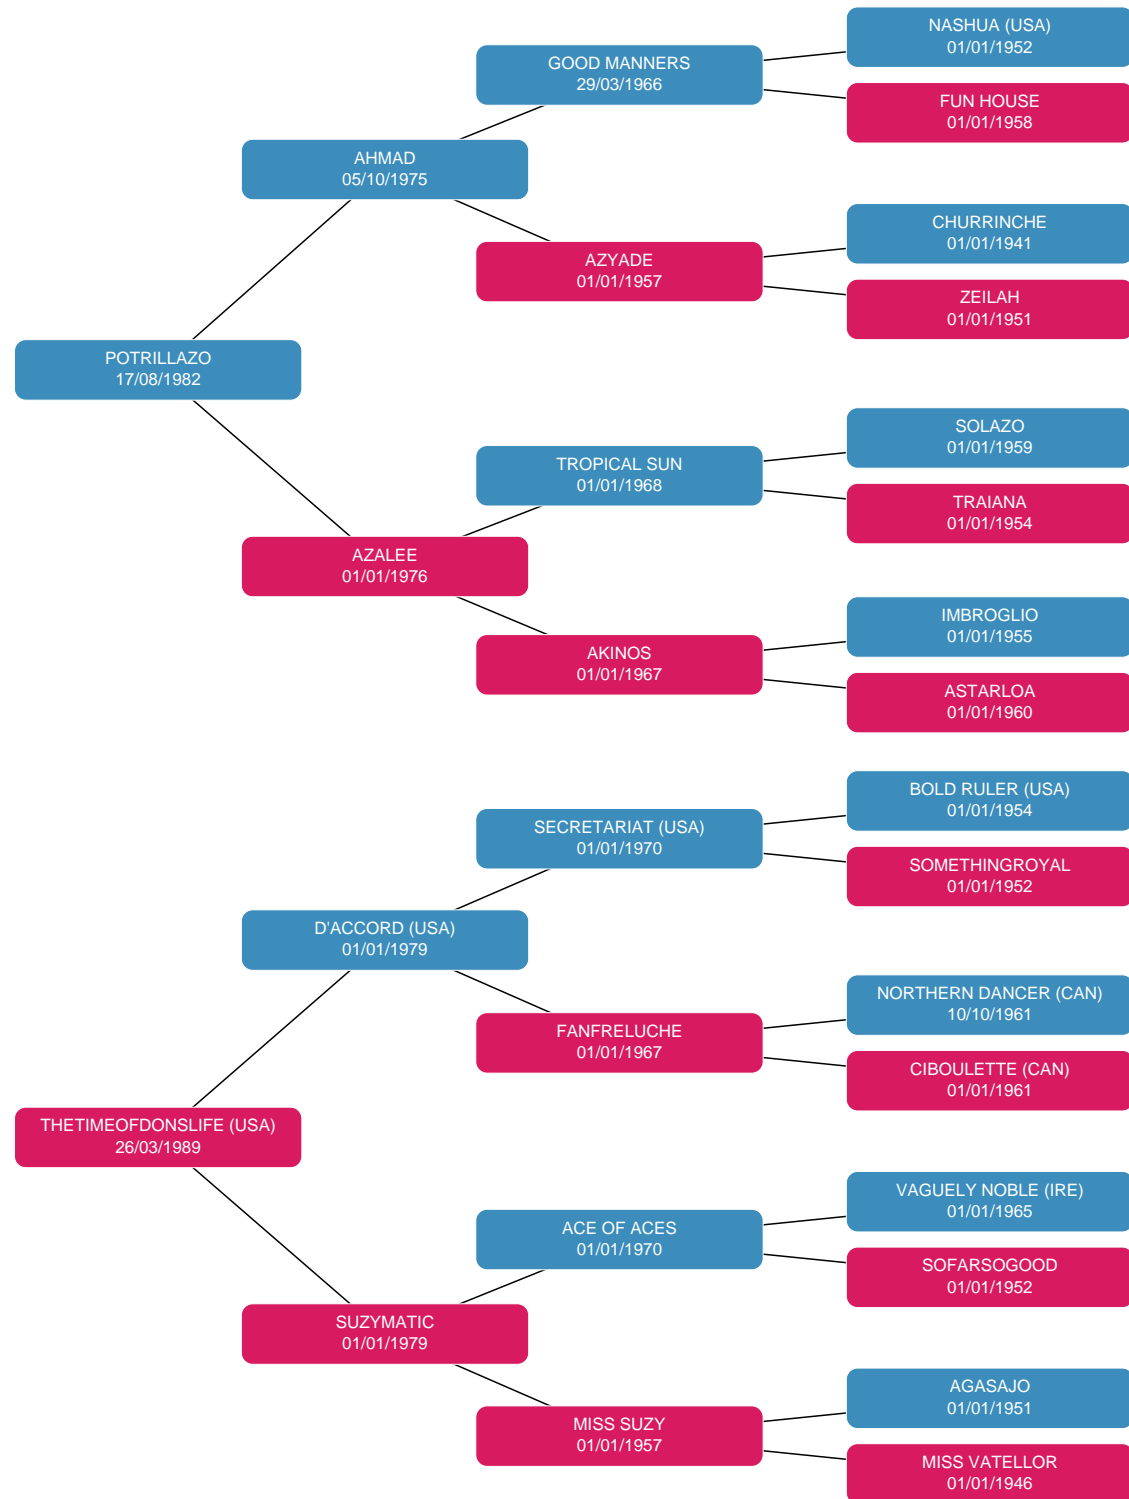 NASHUA (USA)
01/01/1952
GOOD MANNERS
29/03/1966
FUN HOUSE
01/01/1958
AHMAD
05/10/1975
CHURRINCHE
01/01/1941
AZYADE
01/01/1957
ZEILAH
01/01/1951
POTRILLAZO
17/08/1982
SOLAZO
01/01/1959
TROPICAL SUN
01/01/1968
TRAIANA
01/01/1954
AZALEE
01/01/1976
IMBROGLIO
01/01/1955
AKINOS
01/01/1967
ASTARLOA
01/01/1960
BOLD RULER (USA)
01/01/1954
SECRETARIAT (USA)
01/01/1970
SOMETHINGROYAL
01/01/1952
D'ACCORD (USA)
01/01/1979
NORTHERN DANCER (CAN)
10/10/1961
FANFRELUCHE
01/01/1967
CIBOULETTE (CAN)
01/01/1961
THETIMEOFDONSLIFE (USA)
26/03/1989
VAGUELY NOBLE (IRE)
01/01/1965
ACE OF ACES
01/01/1970
SOFARSOGOOD
01/01/1952
SUZYMATIC
01/01/1979
AGASAJO
01/01/1951
MISS SUZY
01/01/1957
MISS VATELLOR
01/01/1946